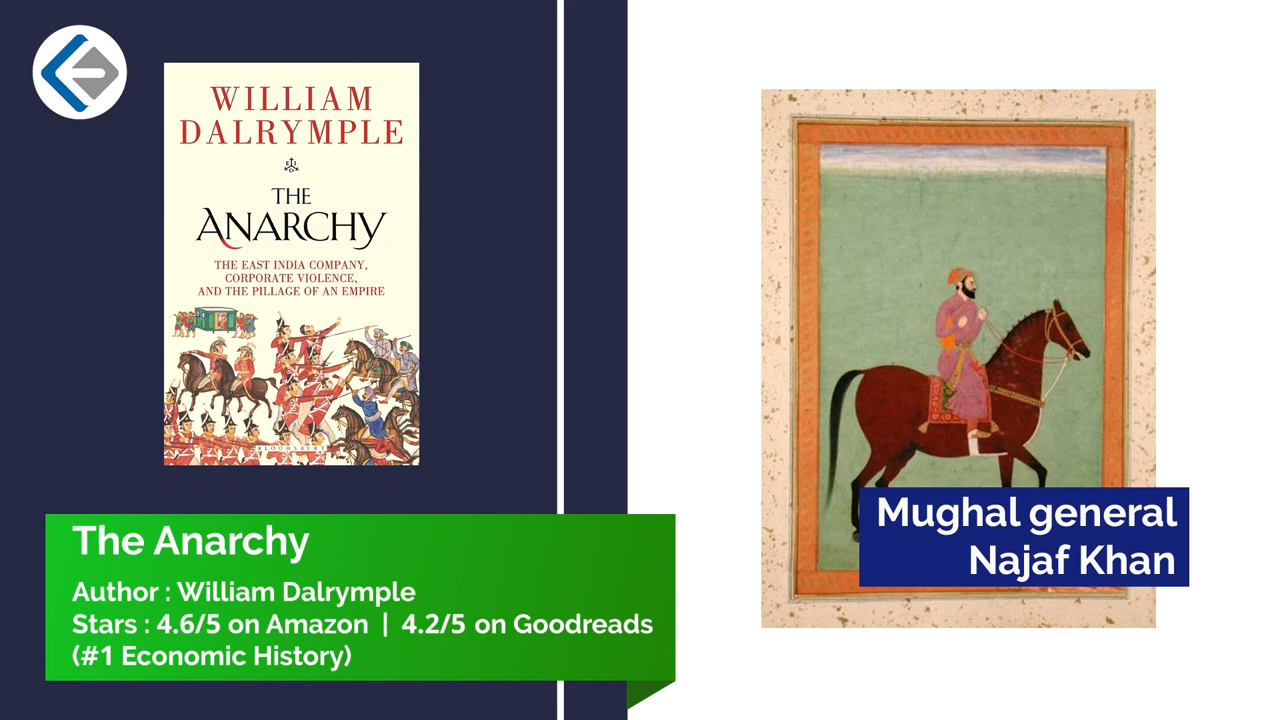 WILLIAM
DALRYMPLE
THE
ANARCHY
THE EAST INDIA COMPANY,
CORPORATE VIOLENCE,
AND THE PILLAGE OF AN EMPIRE
BLOOMSBURY
The Anarchy
Author : William Dalrymple
Stars : 4.6/5 on Amazon | 4.2/5 on Goodreads
(#1 Economic History)
Mughal general
Najaf Khan